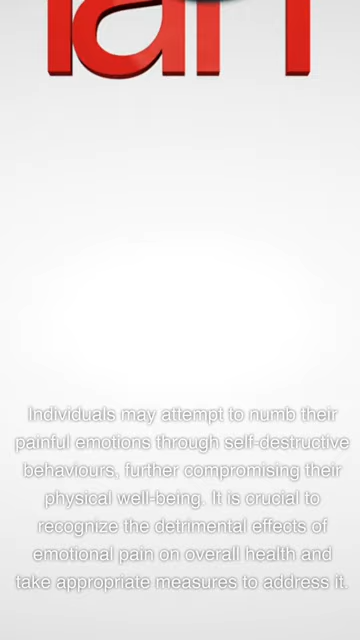 Individuals may attempt to numb their
painful emotions through self-destructive
behaviours, further compromising their
physical well-being. It is crucial to
recognize the detrimental effects of
emotional pain on overall health and
take appropriate measures to address it.